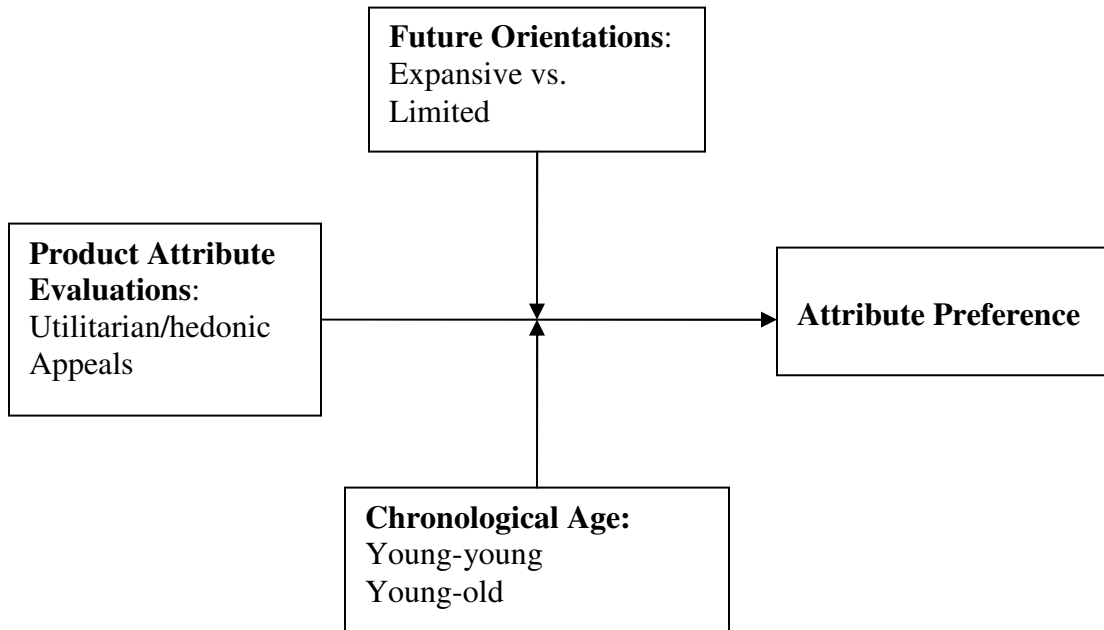 Future Orientations:
Expansive vs.
Limited
Product Attribute
Evaluations:
Utilitarian/hedonic
Appeals
Attribute Preference
Chronological Age:
Young-young
Young-old